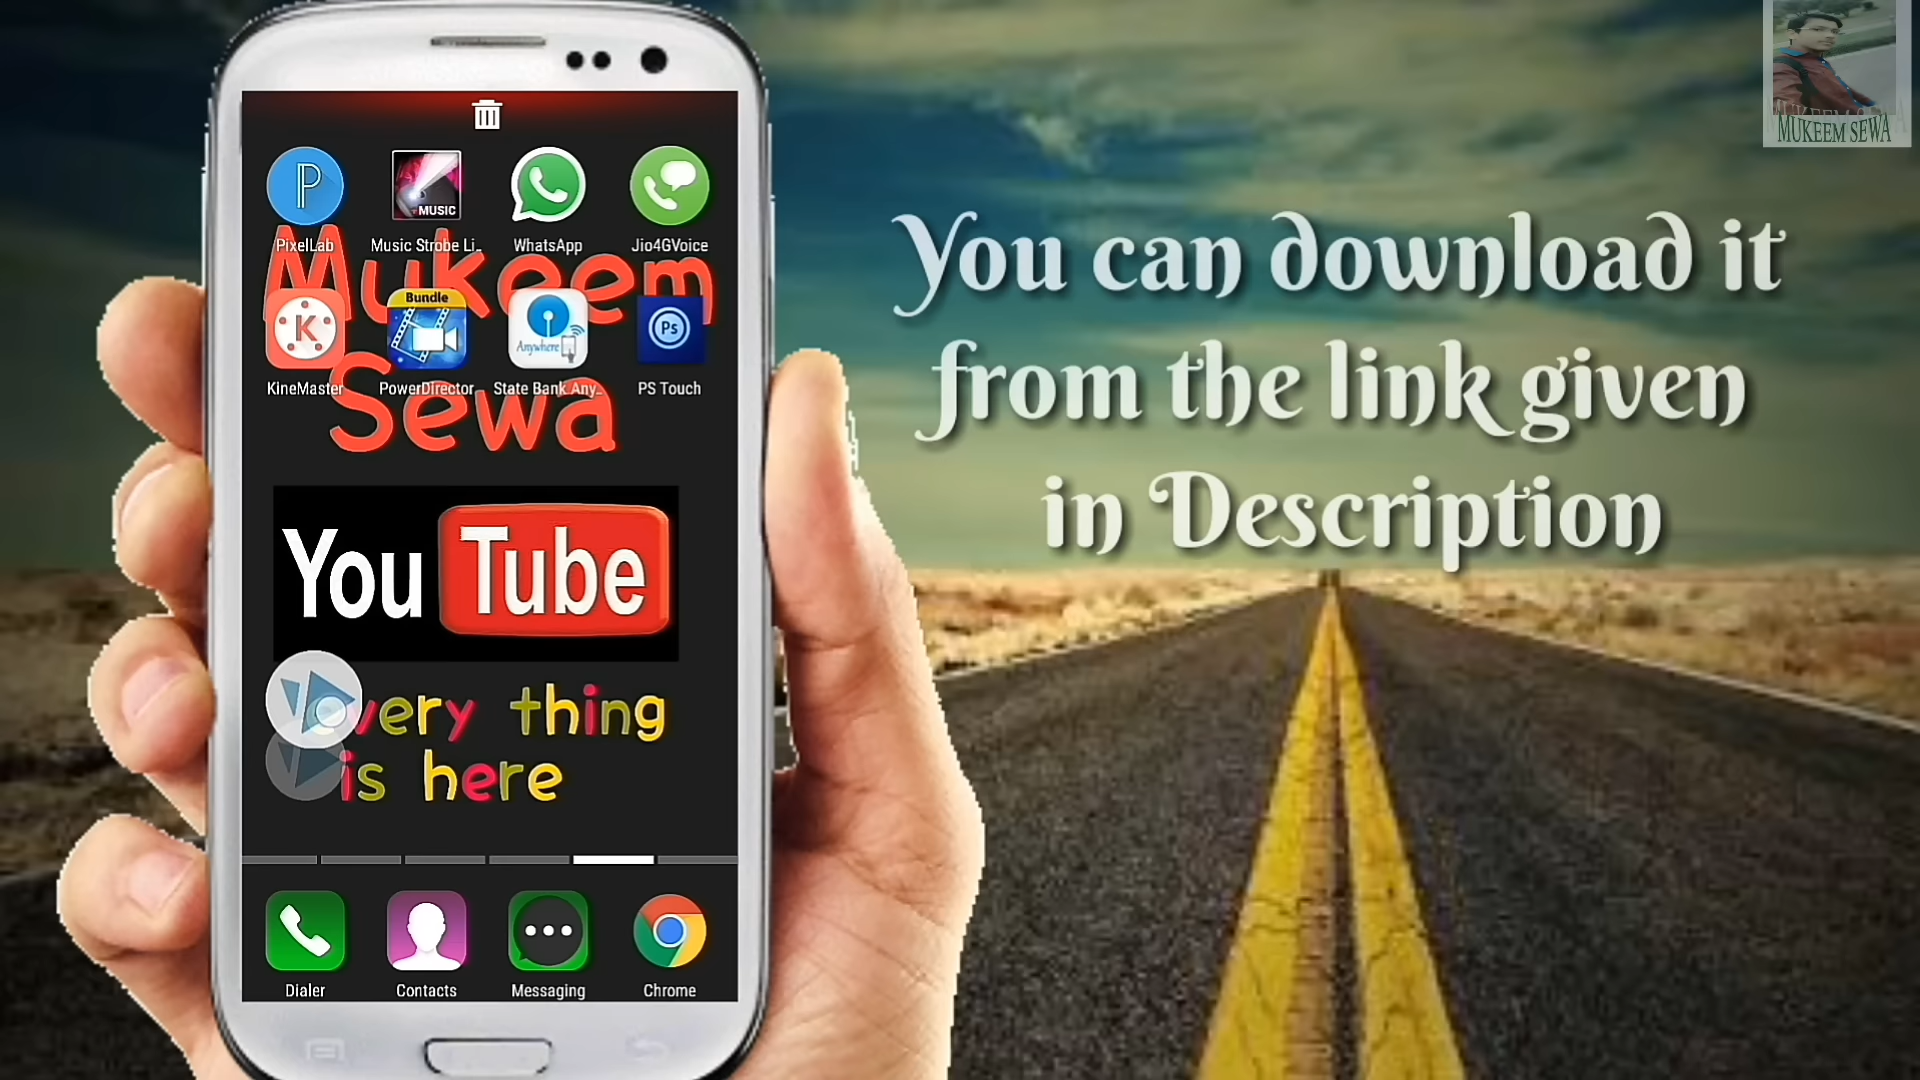 MUSIC
PixelLab
Music Strobe Li..
WhatsApp
Jio4GVoice
Mukeem
Bundle
K
Anywhere
Ps
KineMaster
PowerDirector
State Bank Any..
PS Touch
Sewa
You Tube
very thing
is here
Dialer
Contacts
Messaging
Chrome
You can download it
from the link given
in Description
MUKEEM SEWA